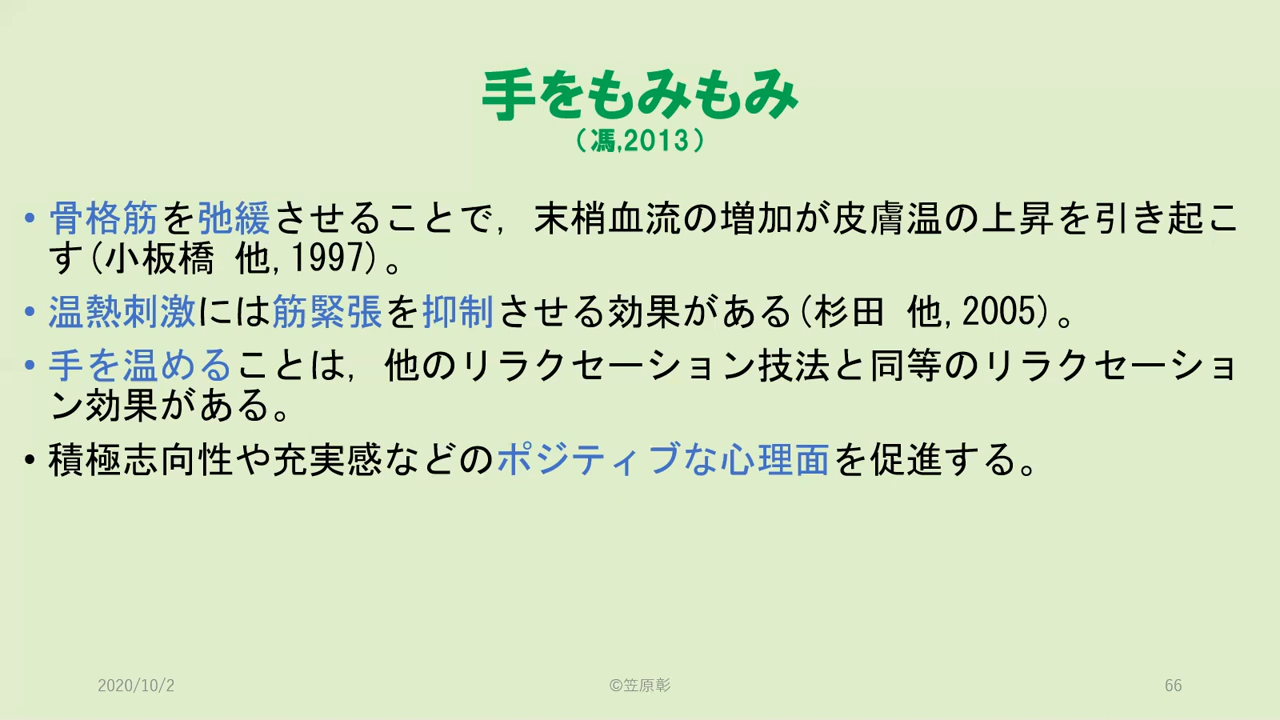 手をもみもみ
（馮,2013）
• 骨格筋を弛緩させることで, 末梢血流の増加が皮膚温の上昇を引き起こ
す(小板橋 他,1997)。
• 温熱刺激には筋緊張を抑制させる効果がある(杉田 他,2005)。
• 手を温めることは, 他のリラクセーション技法と同等のリラクセーショ
ン効果がある。
• 積極志向性や充実感などのポジティブな心理面を促進する。
2020/10/2
©笠原彰
66